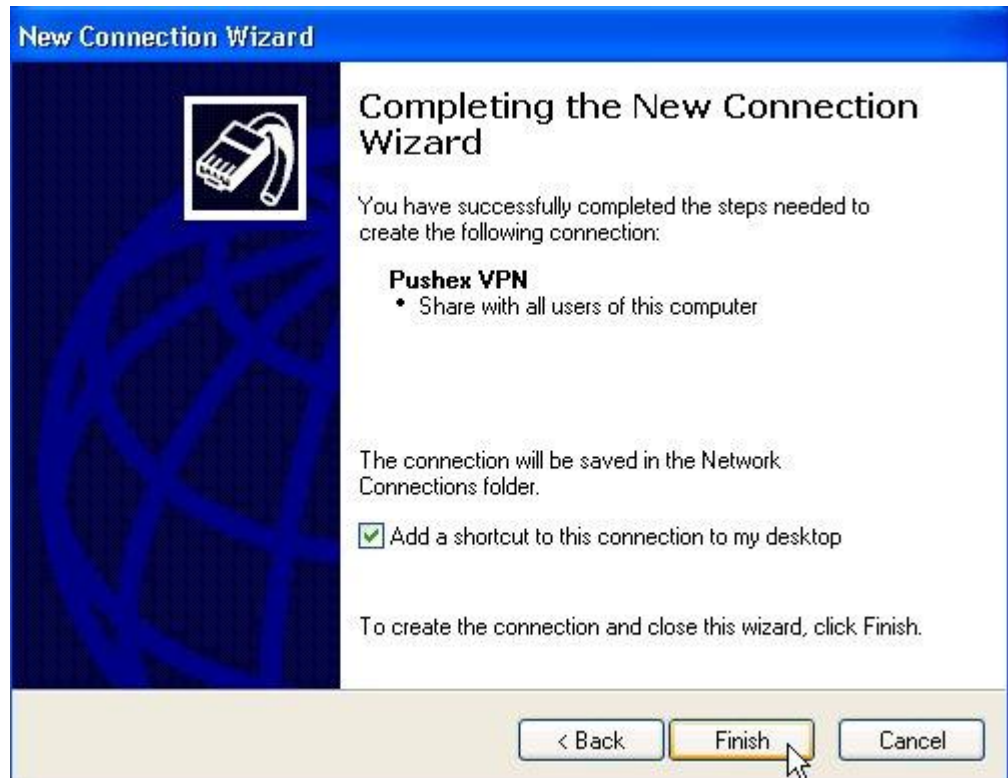 New Connection Wizard
Completing the New Connection
Wizard
You have successfully completed the steps needed to
create the following connection:
Pushex VPN
• Share with all users of this computer
The connection will be saved in the Network
Connections folder.
Add a shortcut to this connection to my desktop
To create the connection and close this wizard, click Finish.
< Back Finish Cancel